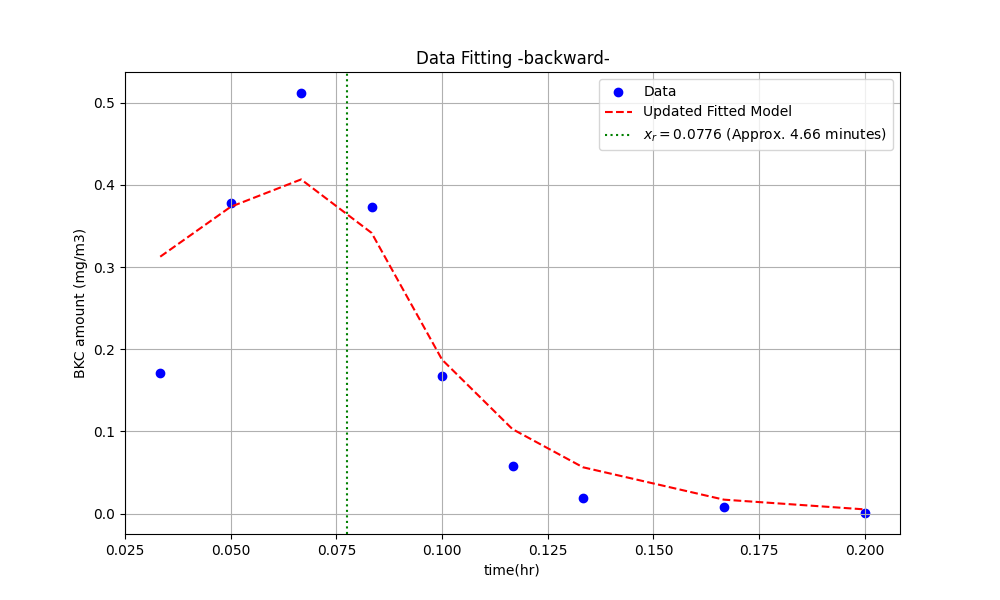 Data Fitting -backward-
Data
Updated Fitted Model
x_r = 0.0776 (Approx. 4.66 minutes)
BKC amount (mg/m3)
0.5
0.4
0.3
0.2
0.1
0.0
0.025 0.050 0.075 0.100 0.125 0.150 0.175 0.200
time(hr)